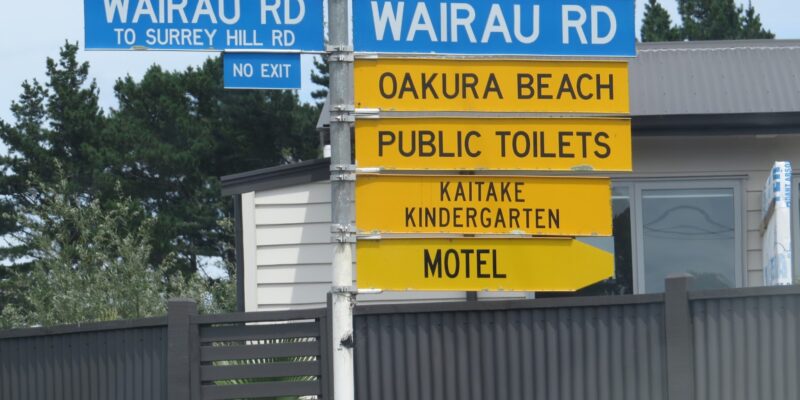 WAIRAU RD
TO SURREY HILL RD
NO EXIT
WAIRAU RD
OAKURA BEACH
PUBLIC TOILETS
KAITAKE
KINDERGARTEN
MOTEL